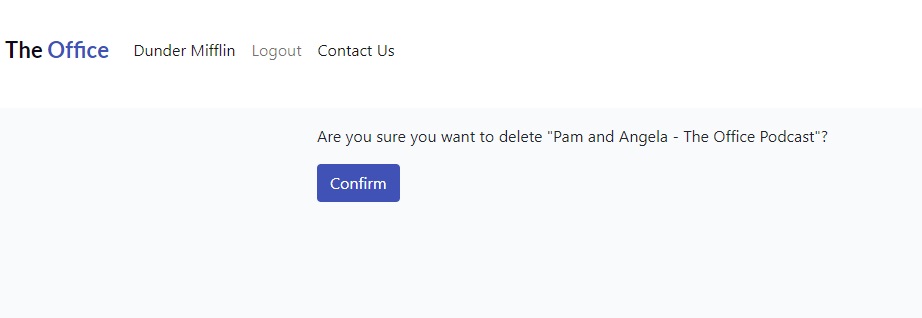 The Office Dunder Mifflin Logout Contact Us
Are you sure you want to delete "Pam and Angela - The Office Podcast"?
Confirm